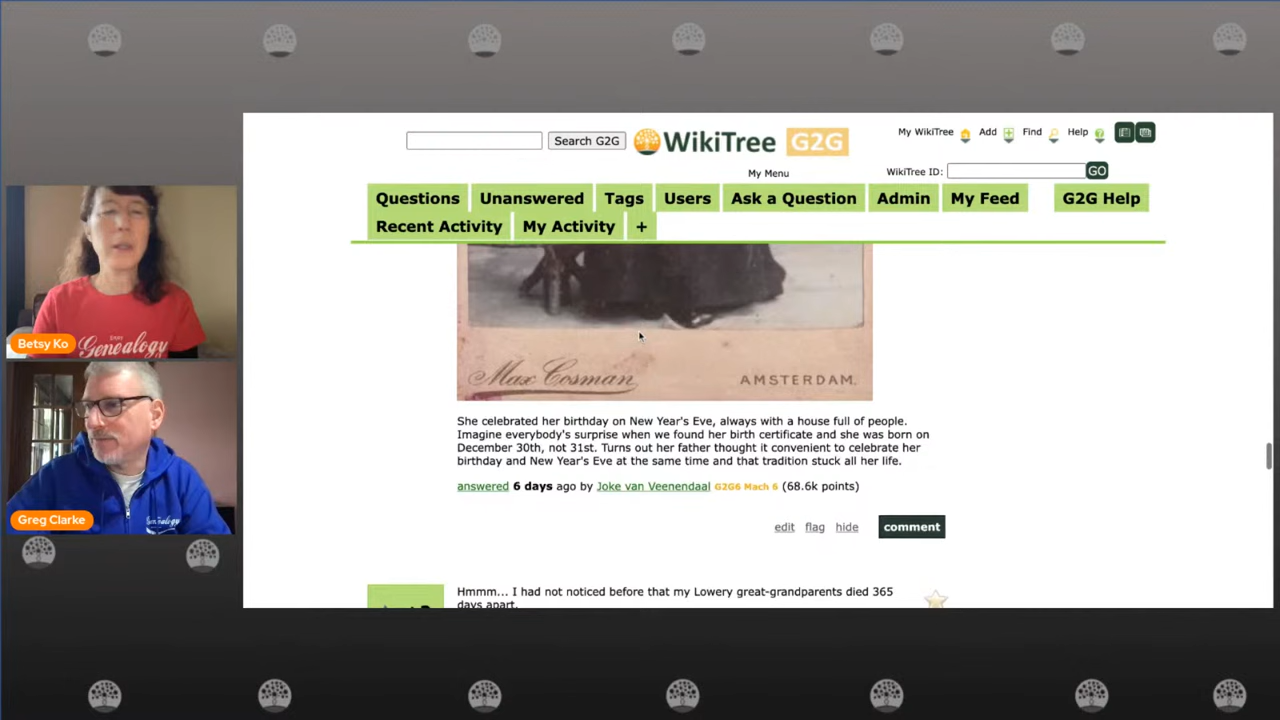 Search G2G
WikiTree G2G
My WikiTree Add Find Help
My Menu
WikiTree ID: GO
Questions Unanswered Tags Users Ask a Question Admin My Feed G2G Help
Recent Activity My Activity +
Max Cosman
AMSTERDAM.
She celebrated her birthday on New Year's Eve, always with a house full of people.
Imagine everybody's surprise when we found her birth certificate and she was born on
December 30th, not 31st. Turns out her father thought it convenient to celebrate her
birthday and New Year's Eve at the same time and that tradition stuck all her life.
answered 6 days ago by Joke van Veenendaal G2G6 Mach 6 (68.6k points)
edit flag hide comment
Hmmm... I had not noticed before that my Lowery great-grandparents died 365
days apart.
Genealogy
Betsy Ko
Genealogy
Greg Clarke